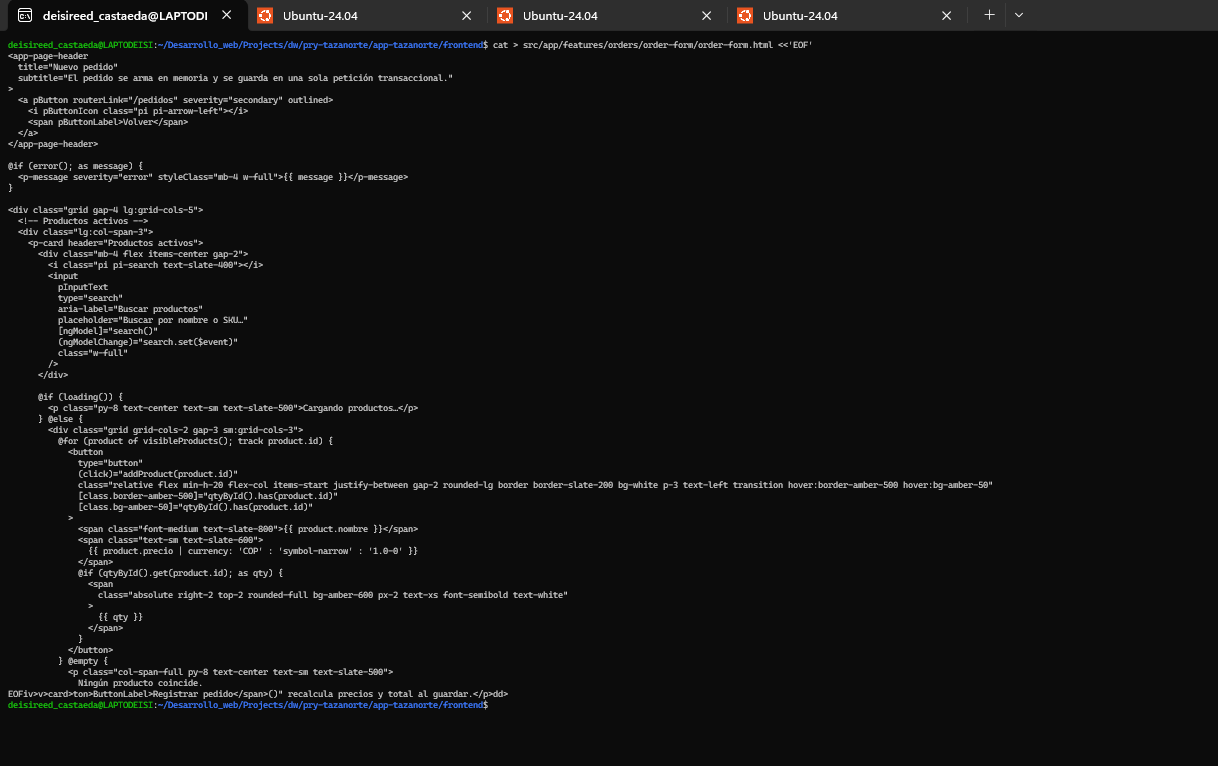 deisireed_castaeda@LAPTODI
Ubuntu-24.04
Ubuntu-24.04
Ubuntu-24.04
deisireed_castaeda@LAPTODEISI:~/Desarrollo_web/Projects/dw/pry-tazanorte/app-tazanorte/frontend$ cat > src/app/features/orders/order-form/order-form.html <<'EOF'
<app-page-header
  title="Nuevo pedido"
  subtitle="El pedido se arma en memoria y se guarda en una sola petición transaccional."
>
  <a pButton routerLink="/pedidos" severity="secondary" outlined>
    <i pButtonIcon class="pi pi-arrow-left"></i>
    <span pButtonLabel>Volver</span>
  </a>
</app-page-header>

@if (error(); as message) {
  <p-message severity="error" styleClass="mb-4 w-full">{{ message }}</p-message>
}

<div class="grid gap-4 lg:grid-cols-5">
  <!-- Productos activos -->
  <div class="lg:col-span-3">
    <p-card header="Productos activos">
      <div class="mb-4 flex items-center gap-2">
        <i class="pi pi-search text-slate-400"></i>
        <input
          pInputText
          type="search"
          aria-label="Buscar productos"
          placeholder="Buscar por nombre o SKU…"
          [ngModel]="search()"
          (ngModelChange)="search.set($event)"
          class="w-full"
        />
      </div>

      @if (loading()) {
        <p class="py-8 text-center text-sm text-slate-500">Cargando productos…</p>
      } @else {
        <div class="grid grid-cols-2 gap-3 sm:grid-cols-3">
          @for (product of visibleProducts(); track product.id) {
            <button
              type="button"
              (click)="addProduct(product.id)"
              class="relative flex min-h-20 flex-col items-start justify-between gap-2 rounded-lg border border-slate-200 bg-white p-3 text-left transition hover:border-amber-500 hover:bg-amber-50"
              [class.border-amber-500]="qtyById().has(product.id)"
              [class.bg-amber-50]="qtyById().has(product.id)"
            >
              <span class="font-medium text-slate-800">{{ product.nombre }}</span>
              <span class="text-sm text-slate-600">
                {{ product.precio | currency: 'COP' : 'symbol-narrow' : '1.0-0' }}
              </span>
              @if (qtyById().get(product.id); as qty) {
                <span
                  class="absolute right-2 top-2 rounded-full bg-amber-600 px-2 text-xs font-semibold text-white"
                >
                  {{ qty }}
                </span>
              }
            </button>
          } @empty {
            <p class="col-span-full py-8 text-center text-sm text-slate-500">
              Ningún producto coincide.
EOFiv>v>card>ton>ButtonLabel>Registrar pedido</span>()" recalcula precios y total al guardar.</p>dd>
deisireed_castaeda@LAPTODEISI:~/Desarrollo_web/Projects/dw/pry-tazanorte/app-tazanorte/frontend$